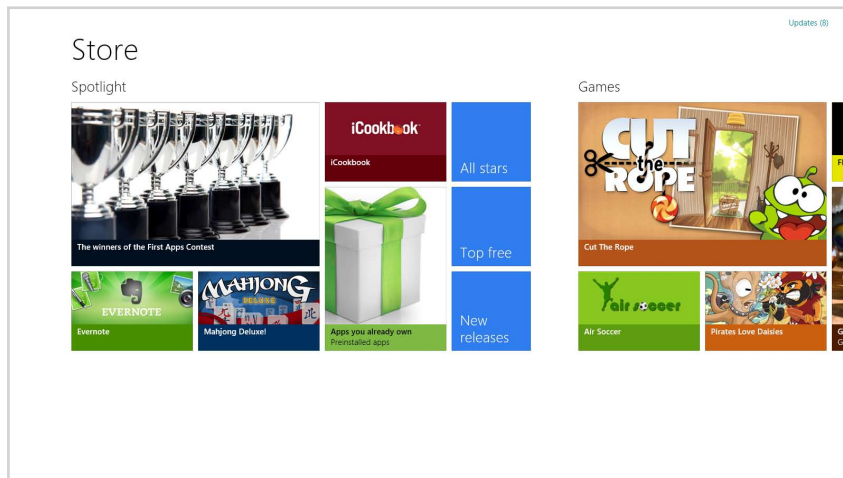 Updates (8)
Store
Spotlight
The winners of the First Apps Contest
iCookbook
iCookbook
All stars
Top free
New
releases
EVERNOTE
Evernote
MAHJONG
DELUXE
Mahjong Deluxe!
Apps you already own
Preinstalled apps
Games
CUT
the
ROPE
Cut The Rope
air soccer
Air Soccer
Pirates Love Daisies